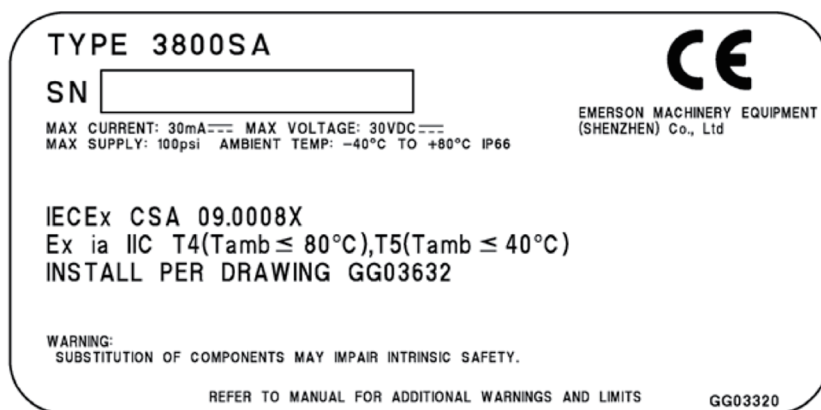 TYPE 3800SA
CE
SN
EMERSON MACHINERY EQUIPMENT
(SHENZHEN) Co., Ltd
MAX CURRENT: 30mA⎓ MAX VOLTAGE: 30VDC⎓
MAX SUPPLY: 100psi AMBIENT TEMP: −40°C TO +80°C IP66
IECEx CSA 09.0008X
Ex ia IIC T4(Tamb ≤ 80°C),T5(Tamb ≤ 40°C)
INSTALL PER DRAWING GG03632
WARNING:
SUBSTITUTION OF COMPONENTS MAY IMPAIR INTRINSIC SAFETY.
REFER TO MANUAL FOR ADDITIONAL WARNINGS AND LIMITS
GG03320